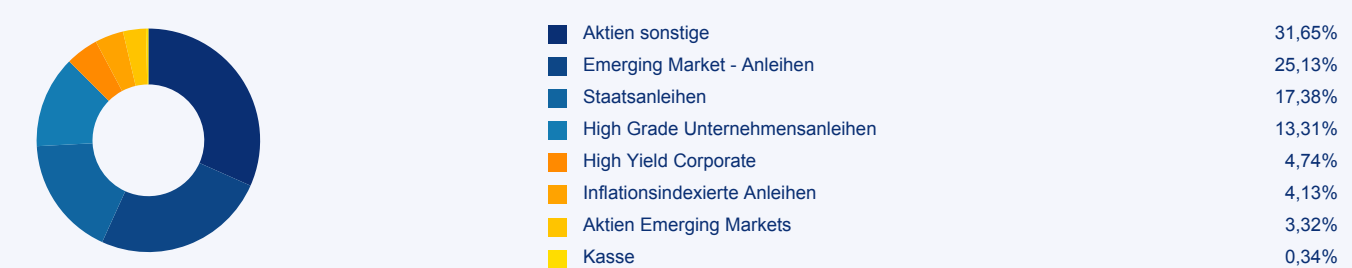 Aktien sonstige 31,65%
Emerging Market - Anleihen 25,13%
Staatsanleihen 17,38%
High Grade Unternehmensanleihen 13,31%
High Yield Corporate 4,74%
Inflationsindexierte Anleihen 4,13%
Aktien Emerging Markets 3,32%
Kasse 0,34%